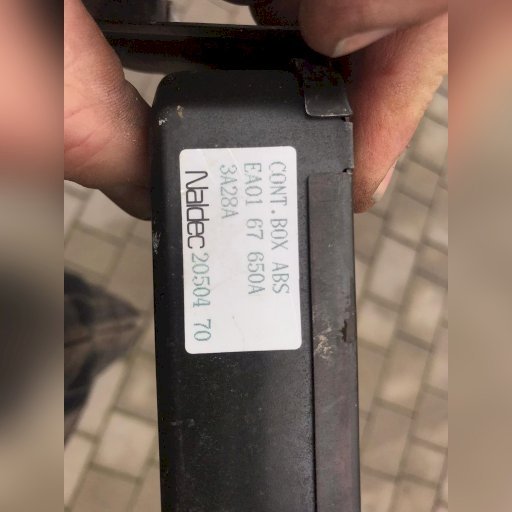 CONT.BOX ABS
EA01 67 650A
3A28A
Naldec 20504 70